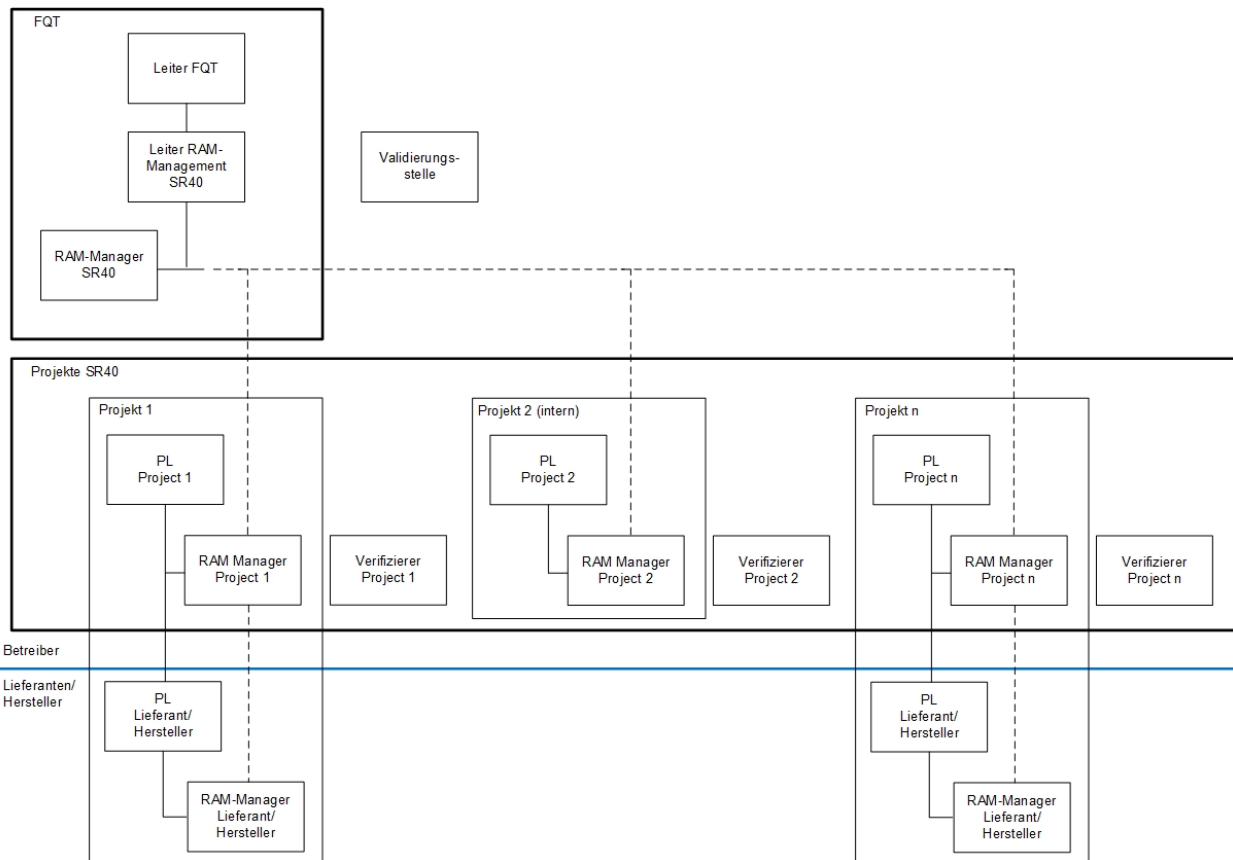 FQT
Leiter FQT
Leiter RAM-
Management
SR40
Validierungs-
stelle
RAM-Manager
SR40
Projekte SR40
Projekt 1
PL
Project 1
RAM Manager
Project 1
Verifizierer
Project 1
Projekt 2 (intern)
PL
Project 2
RAM Manager
Project 2
Verifizierer
Project 2
Projekt n
PL
Project n
RAM Manager
Project n
Verifizierer
Project n
Betreiber
Lieferanten/
Hersteller
PL
Lieferant/
Hersteller
RAM-Manager
Lieferant/
Hersteller
PL
Lieferant/
Hersteller
RAM-Manager
Lieferant/
Hersteller